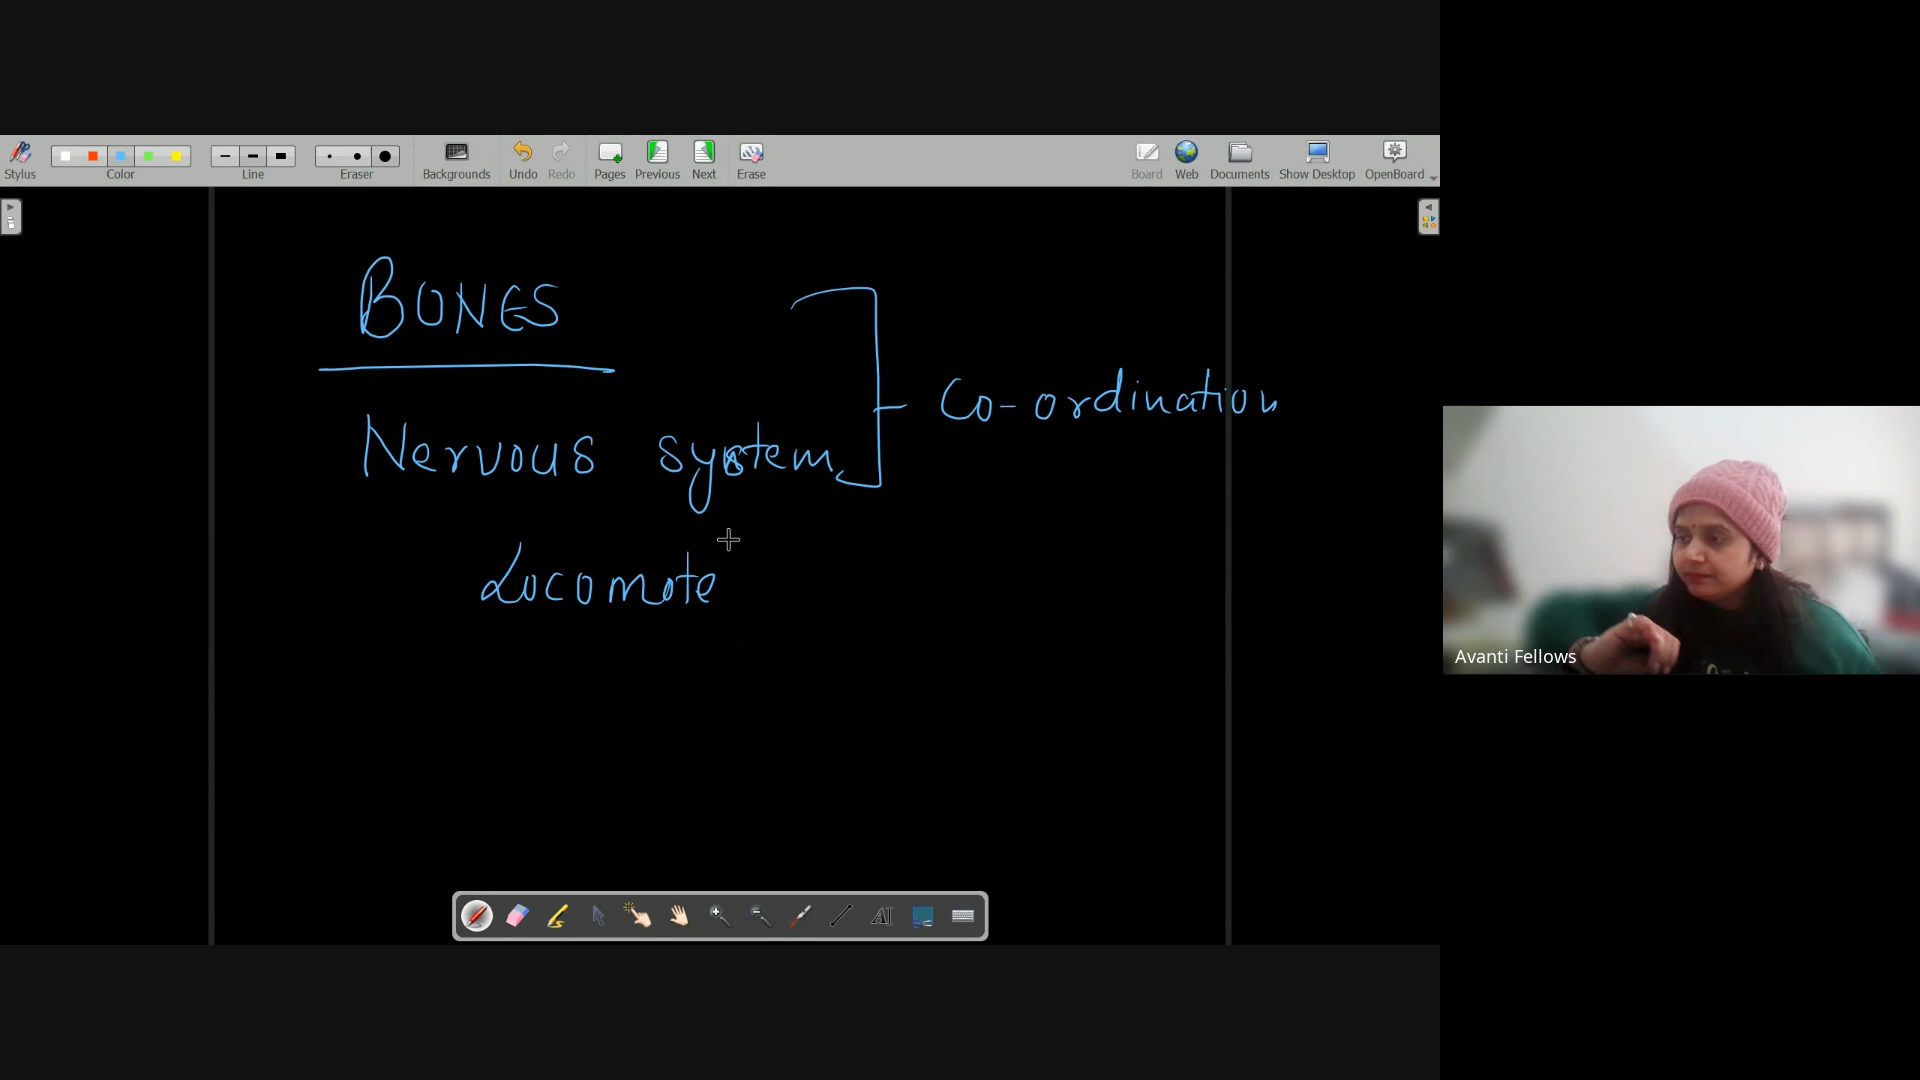 Stylus Color Line Eraser Backgrounds Undo Redo Pages Previous Next Erase Board Web Documents Show Desktop OpenBoard
BONES
Co-ordination
Nervous system
Locomote
Avanti Fellows
AI